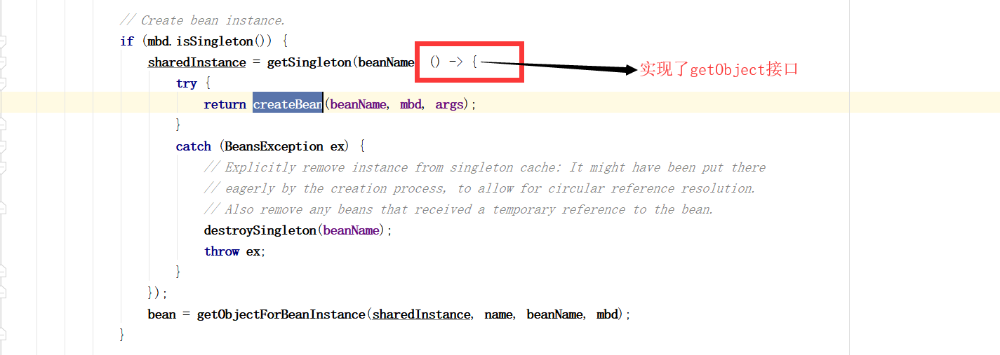 // Create bean instance.
if (mbd.isSingleton()) {
sharedInstance = getSingleton(beanName () -> {
实现了getObject接口
try {
return createBean(beanName, mbd, args);
}
catch (BeansException ex) {
// Explicitly remove instance from singleton cache: It might have been put there
// eagerly by the creation process, to allow for circular reference resolution.
// Also remove any beans that received a temporary reference to the bean.
destroySingleton(beanName);
throw ex;
}
});
bean = getObjectForBeanInstance(sharedInstance, name, beanName, mbd);
}